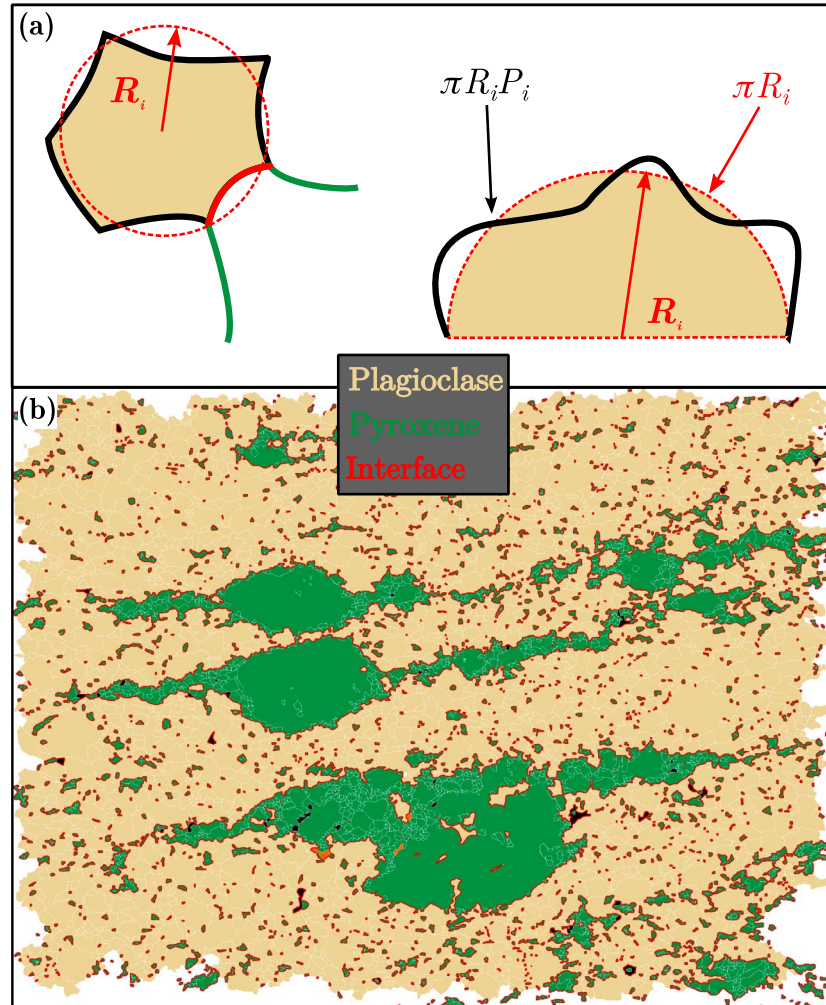 (a)
R_i
πR_iP_i
πR_i
R_i
Plagioclase
Pyroxene
Interface
(b)